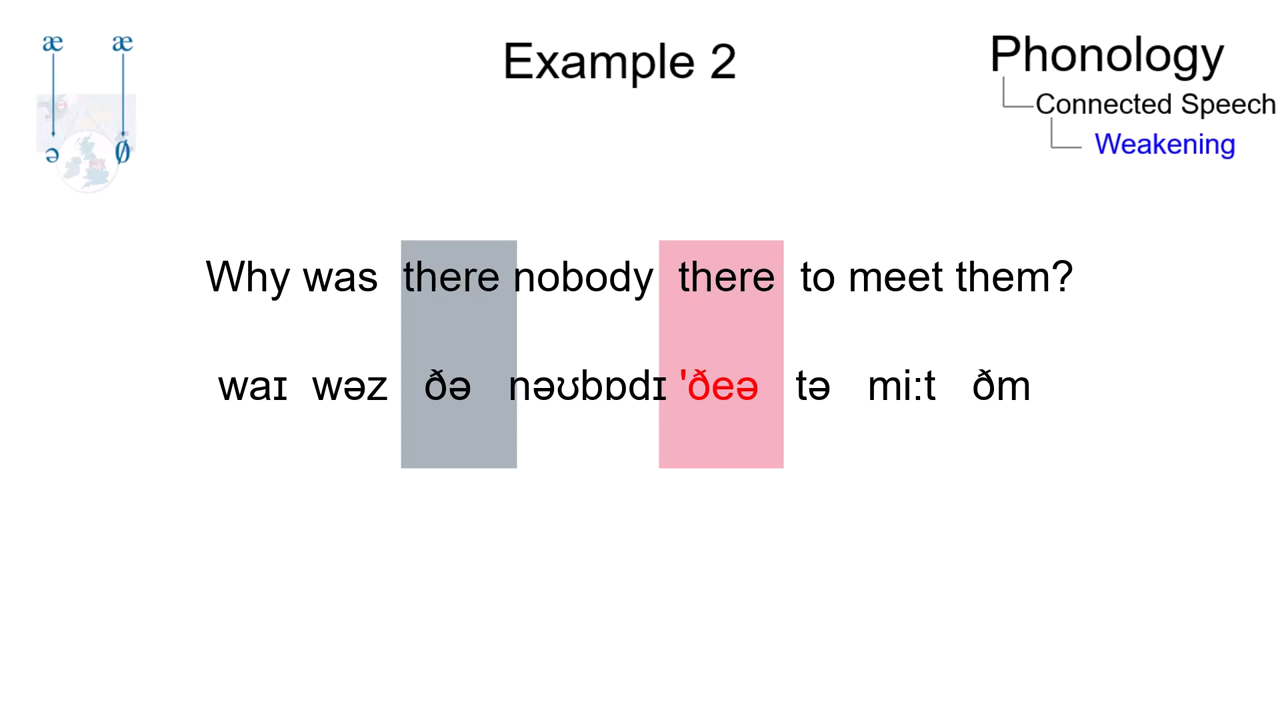 æ æ
ə Ø
Example 2
Phonology
Connected Speech
Weakening
Why was there nobody there to meet them?
waɪ wəz ðə nəʊbɒdɪ 'ðeə tə mi:t ðm